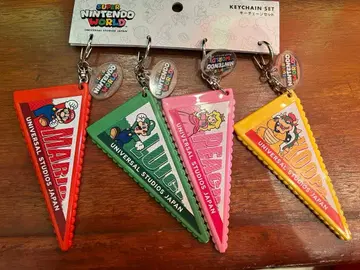 SUPER
NINTENDO
WORLD
UNIVERSAL STUDIOS JAPAN
KEYCHAIN SET
キーチェーンセット
MARIO
UNIVERSAL STUDIOS JAPAN
LUIGI
UNIVERSAL STUDIOS JAPAN
PEACH
UNIVERSAL STUDIOS JAPAN
UNIVERSAL STUDIOS JAPAN